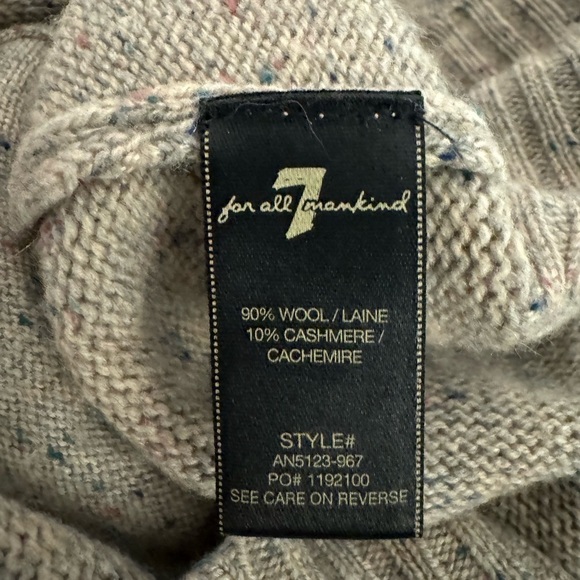 for all 7 mankind
90% WOOL / LAINE
10% CASHMERE /
CACHEMIRE
STYLE#
AN5123-967
PO# 1192100
SEE CARE ON REVERSE